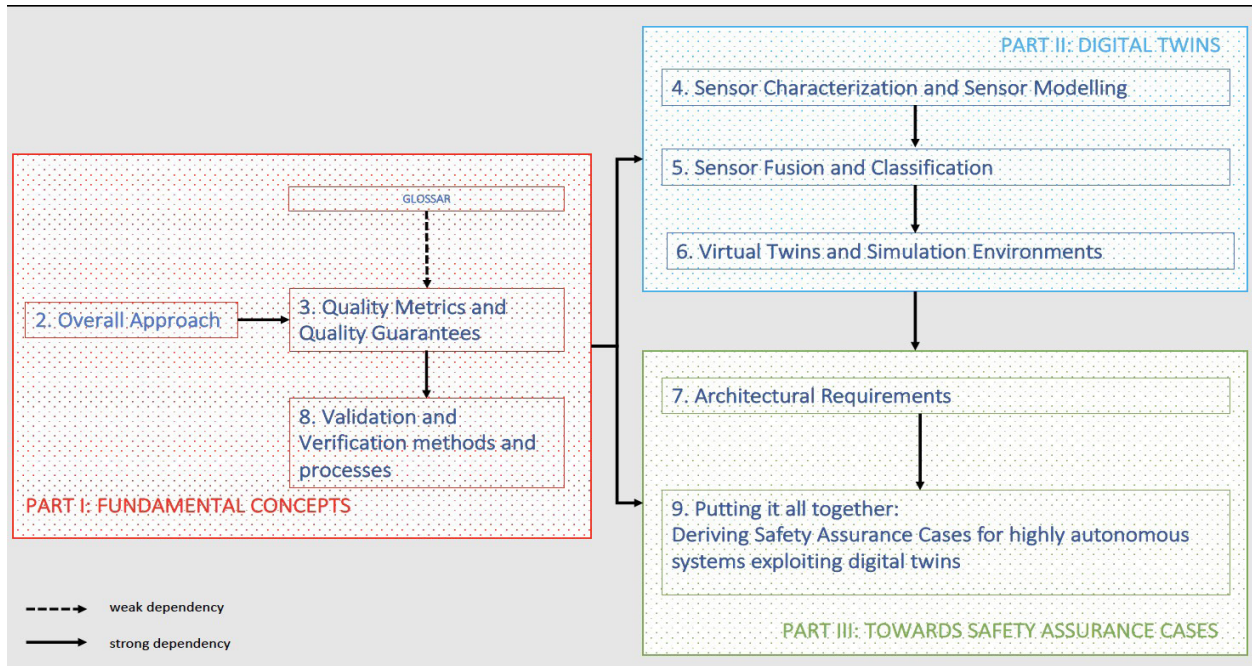 GLOSSAR
2. Overall Approach
3. Quality Metrics and
Quality Guarantees
8. Validation and
Verification methods and
processes
PART I: FUNDAMENTAL CONCEPTS
weak dependency
strong dependency
PART II: DIGITAL TWINS
4. Sensor Characterization and Sensor Modelling
5. Sensor Fusion and Classification
6. Virtual Twins and Simulation Environments
7. Architectural Requirements
9. Putting it all together:
Deriving Safety Assurance Cases for highly autonomous
systems exploiting digital twins
PART III: TOWARDS SAFETY ASSURANCE CASES